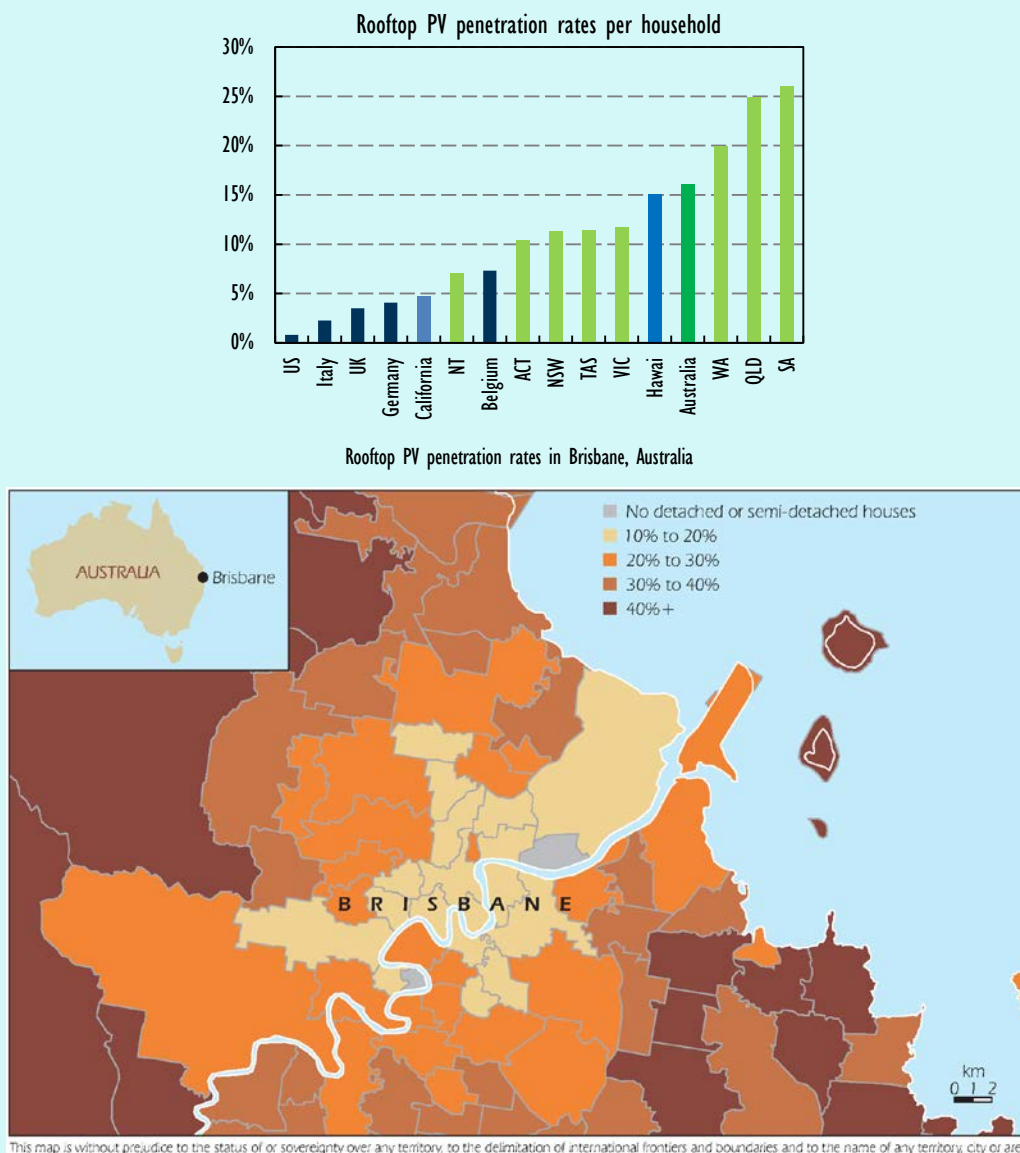 Rooftop PV penetration rates per household
30%
25%
20%
15%
10%
5%
0%
US
Italy
UK
Germany
California
NT
Belgium
ACT
NSW
TAS
VIC
Hawai
Australia
WA
QLD
SA
Rooftop PV penetration rates in Brisbane, Australia
AUSTRALIA
Brisbane
No detached or semi-detached houses
10% to 20%
20% to 30%
30% to 40%
40%+
BRISBANE
km
0 1 2
This map is without prejudice to the status of or sovereignty over any territory, to the delimitation of international frontiers and boundaries and to the name of any territory, city or are